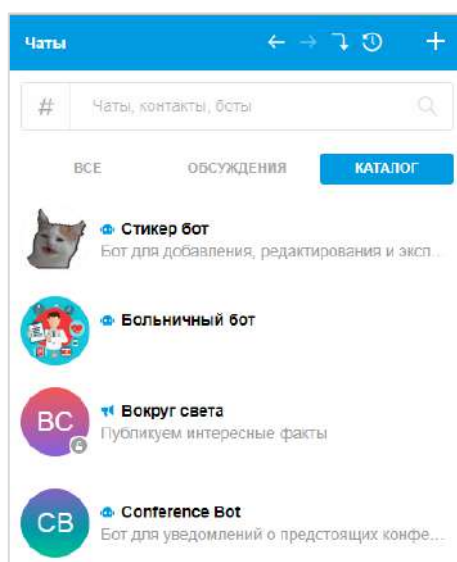 Чаты
#
Чаты, контакты, боты
ВСЕ
ОБСУЖДЕНИЯ
КАТАЛОГ
Стикер бот
Бот для добавления, редактирования и эксп...
Больничный бот
ВС
Вокруг света
Публикуем интересные факты
CB
Conference Bot
Бот для уведомлений о предстоящих конфе...